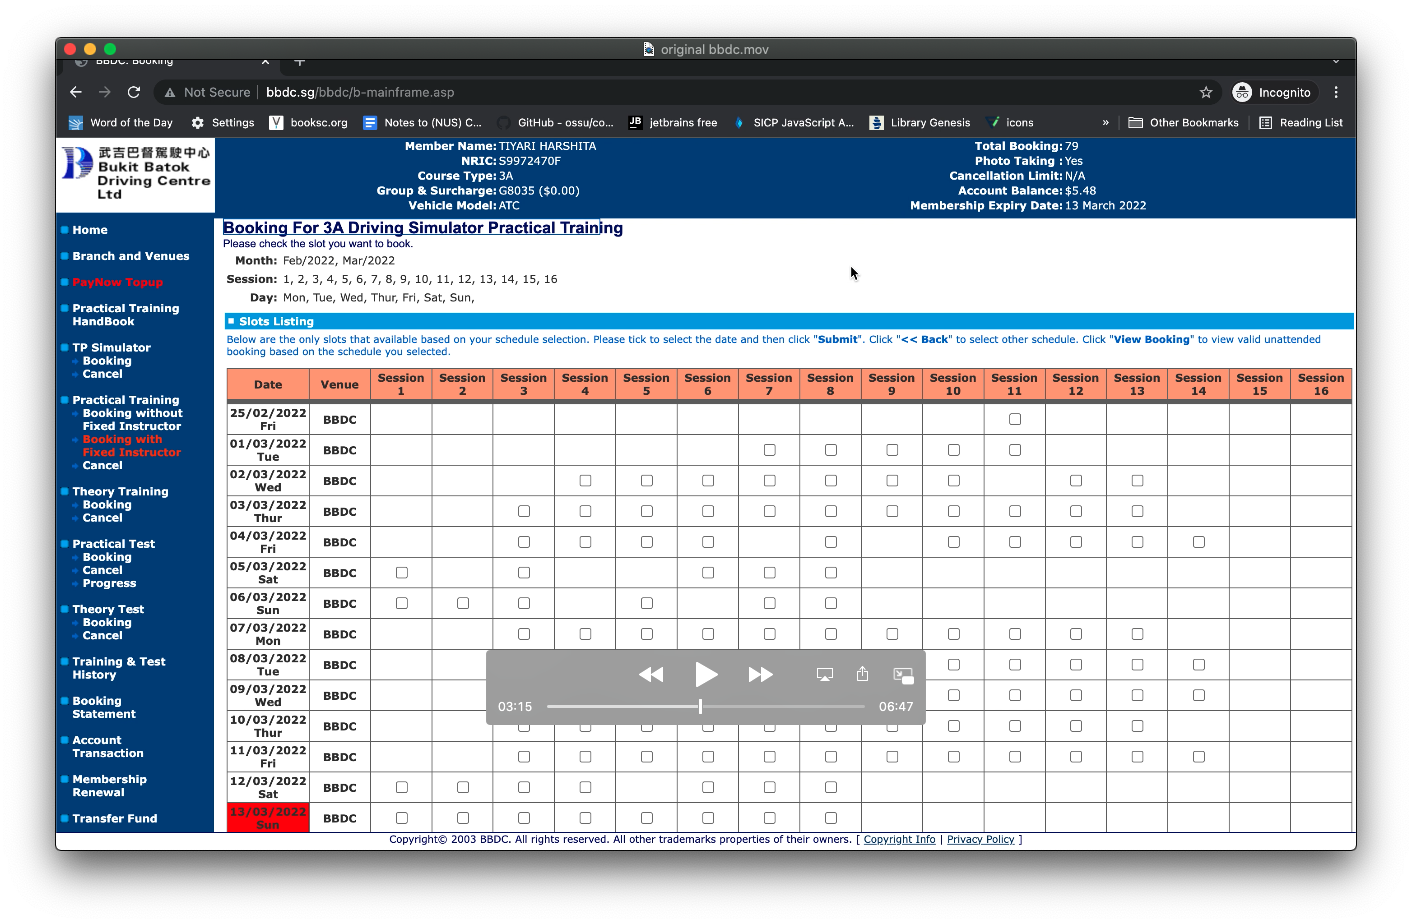 original bbdc.mov
BBDC: Booking
Not Secure | bbdc.sg/bbdc/b-mainframe.asp
Incognito
Word of the Day
Settings
booksc.org
Notes to (NUS) C...
GitHub - ossu/co...
jetbrains free
SICP JavaScript A...
Library Genesis
icons
»
Other Bookmarks
Reading List
武吉巴督駕駛中心
Bukit Batok
Driving Centre
Ltd
Member Name: TIYARI HARSHITA
NRIC: S9972470F
Course Type: 3A
Group & Surcharge: G8035 ($0.00)
Vehicle Model: ATC
Total Booking: 79
Photo Taking : Yes
Cancellation Limit: N/A
Account Balance: $5.48
Membership Expiry Date: 13 March 2022
Home
Branch and Venues
PayNow Topup
Practical Training
HandBook
TP Simulator
Booking
Cancel
Practical Training
Booking without
Fixed Instructor
Booking with
Fixed Instructor
Cancel
Theory Training
Booking
Cancel
Practical Test
Booking
Cancel
Progress
Theory Test
Booking
Cancel
Training & Test
History
Booking
Statement
Account
Transaction
Membership
Renewal
Transfer Fund
Booking For 3A Driving Simulator Practical Training
Please check the slot you want to book.
Month: Feb/2022, Mar/2022
Session: 1, 2, 3, 4, 5, 6, 7, 8, 9, 10, 11, 12, 13, 14, 15, 16
Day: Mon, Tue, Wed, Thur, Fri, Sat, Sun,
Slots Listing
Below are the only slots that available based on your schedule selection. Please tick to select the date and then click "Submit". Click "<< Back" to select other schedule. Click "View Booking" to view valid unattended
booking based on the schedule you selected.
Date Venue Session 1 Session 2 Session 3 Session 4 Session 5 Session 6 Session 7 Session 8 Session 9 Session 10 Session 11 Session 12 Session 13 Session 14 Session 15 Session 16
25/02/2022 Fri BBDC
01/03/2022 Tue BBDC
02/03/2022 Wed BBDC
03/03/2022 Thur BBDC
04/03/2022 Fri BBDC
05/03/2022 Sat BBDC
06/03/2022 Sun BBDC
07/03/2022 Mon BBDC
08/03/2022 Tue BBDC
09/03/2022 Wed BBDC
10/03/2022 Thur BBDC
11/03/2022 Fri BBDC
12/03/2022 Sat BBDC
13/03/2022 Sun BBDC
03:15
06:47
Copyright© 2003 BBDC. All rights reserved. All other trademarks properties of their owners. [ Copyright Info | Privacy Policy ]